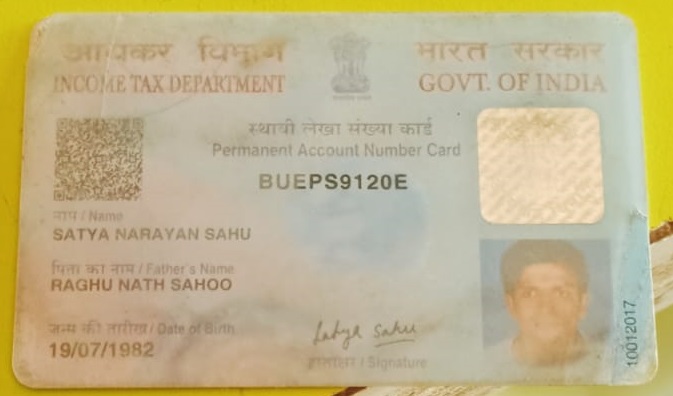 आयकर विभाग
INCOME TAX DEPARTMENT
भारत सरकार
GOVT. OF INDIA
स्थायी लेखा संख्या कार्ड
Permanent Account Number Card
BUEPS9120E
नाम / Name
SATYA NARAYAN SAHU
पिता का नाम / Father's Name
RAGHU NATH SAHOO
जन्म की तारीख / Date of Birth
19/07/1982
Satya Sahu
हस्ताक्षर / Signature
10012017